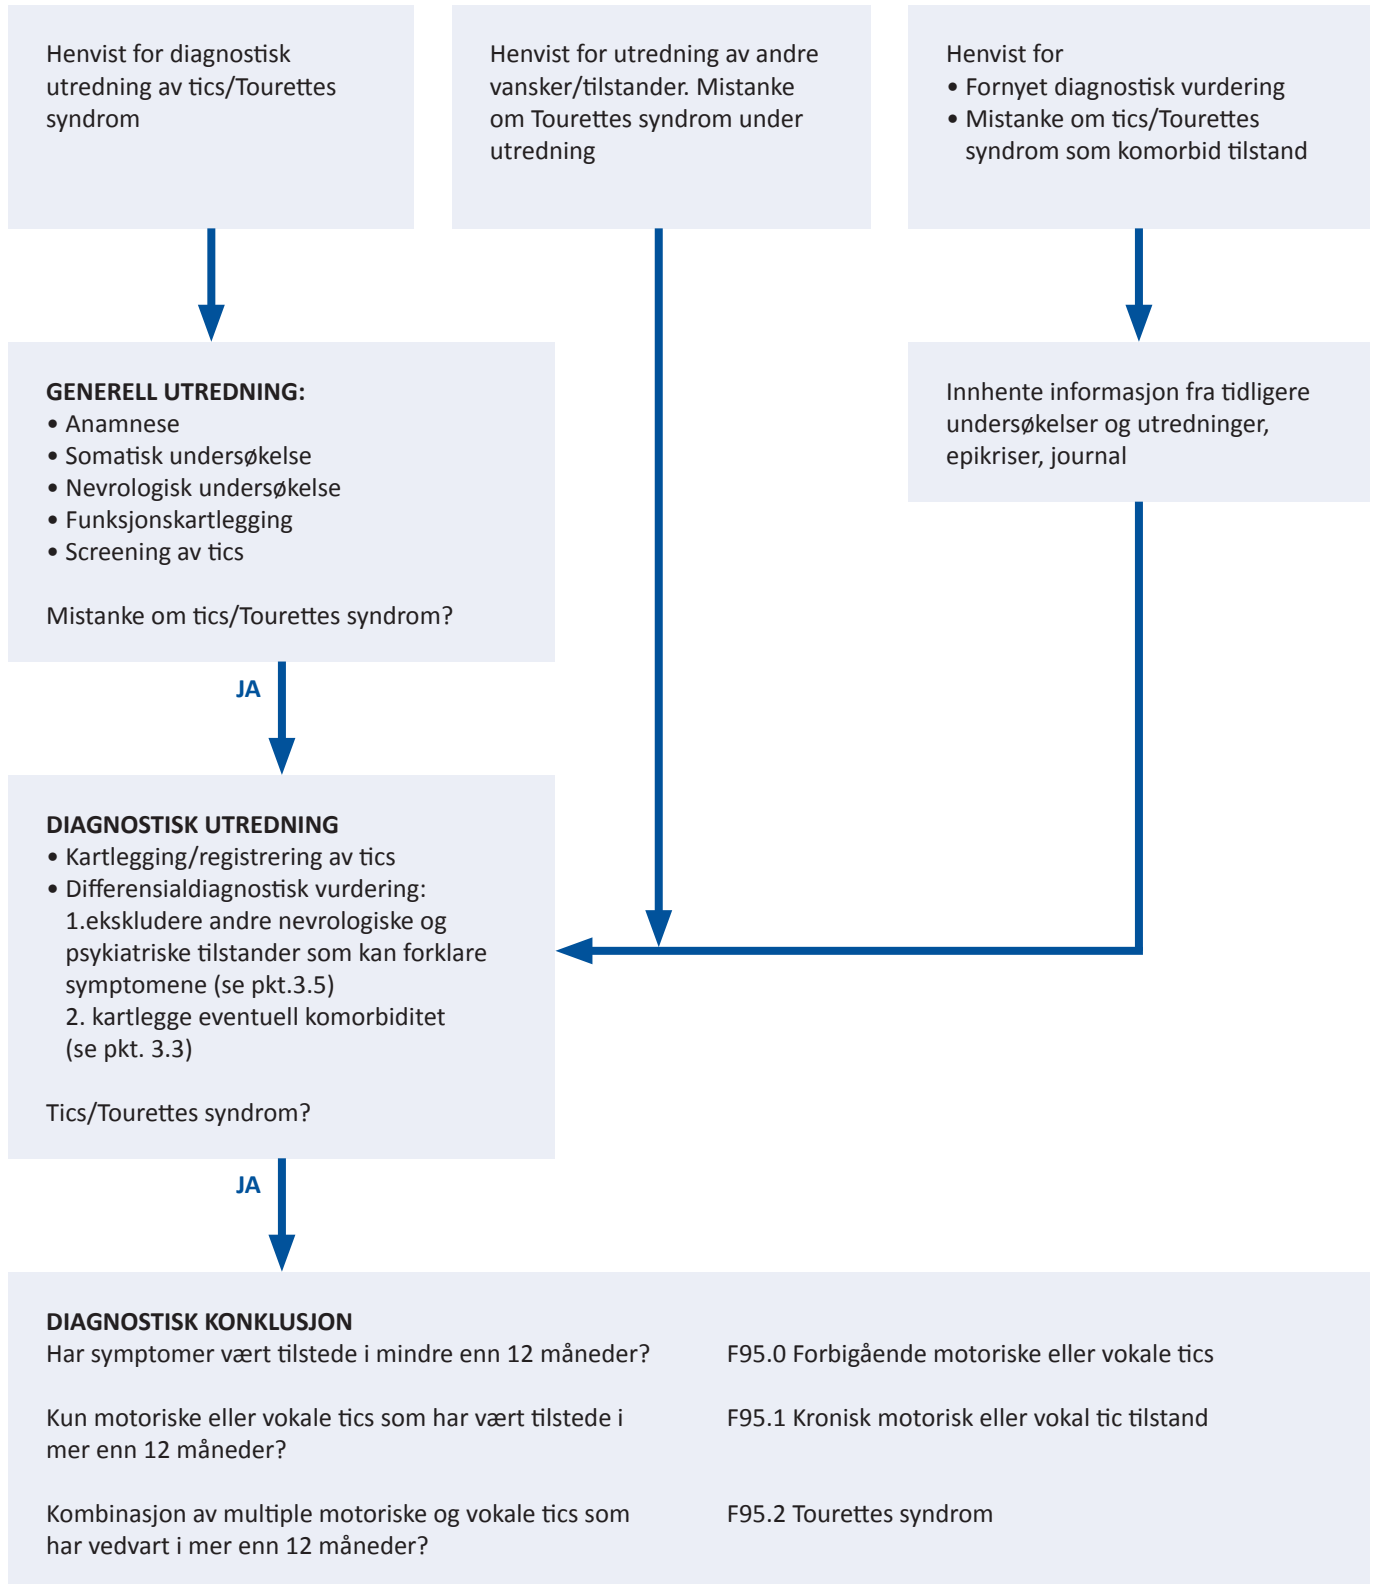 Henvist for diagnostisk
utredning av tics/Tourettes
syndrom
Henvist for utredning av andre
vansker/tilstander. Mistanke
om Tourettes syndrom under
utredning
Henvist for
• Fornyet diagnostisk vurdering
• Mistanke om tics/Tourettes
syndrom som komorbid tilstand
GENERELL UTREDNING:
• Anamnese
• Somatisk undersøkelse
• Nevrologisk undersøkelse
• Funksjonskartlegging
• Screening av tics
Mistanke om tics/Tourettes syndrom?
Innhente informasjon fra tidligere
undersøkelser og utredninger,
epikriser, journal
JA
DIAGNOSTISK UTREDNING
• Kartlegging/registrering av tics
• Differensialdiagnostisk vurdering:
1.ekskludere andre nevrologiske og
psykiatriske tilstander som kan forklare
symptomene (se pkt.3.5)
2. kartlegge eventuell komorbiditet
(se pkt. 3.3)
Tics/Tourettes syndrom?
JA
DIAGNOSTISK KONKLUSJON
Har symptomer vært tilstede i mindre enn 12 måneder?
F95.0 Forbigående motoriske eller vokale tics
Kun motoriske eller vokale tics som har vært tilstede i
mer enn 12 måneder?
F95.1 Kronisk motorisk eller vokal tic tilstand
Kombinasjon av multiple motoriske og vokale tics som
har vedvart i mer enn 12 måneder?
F95.2 Tourettes syndrom